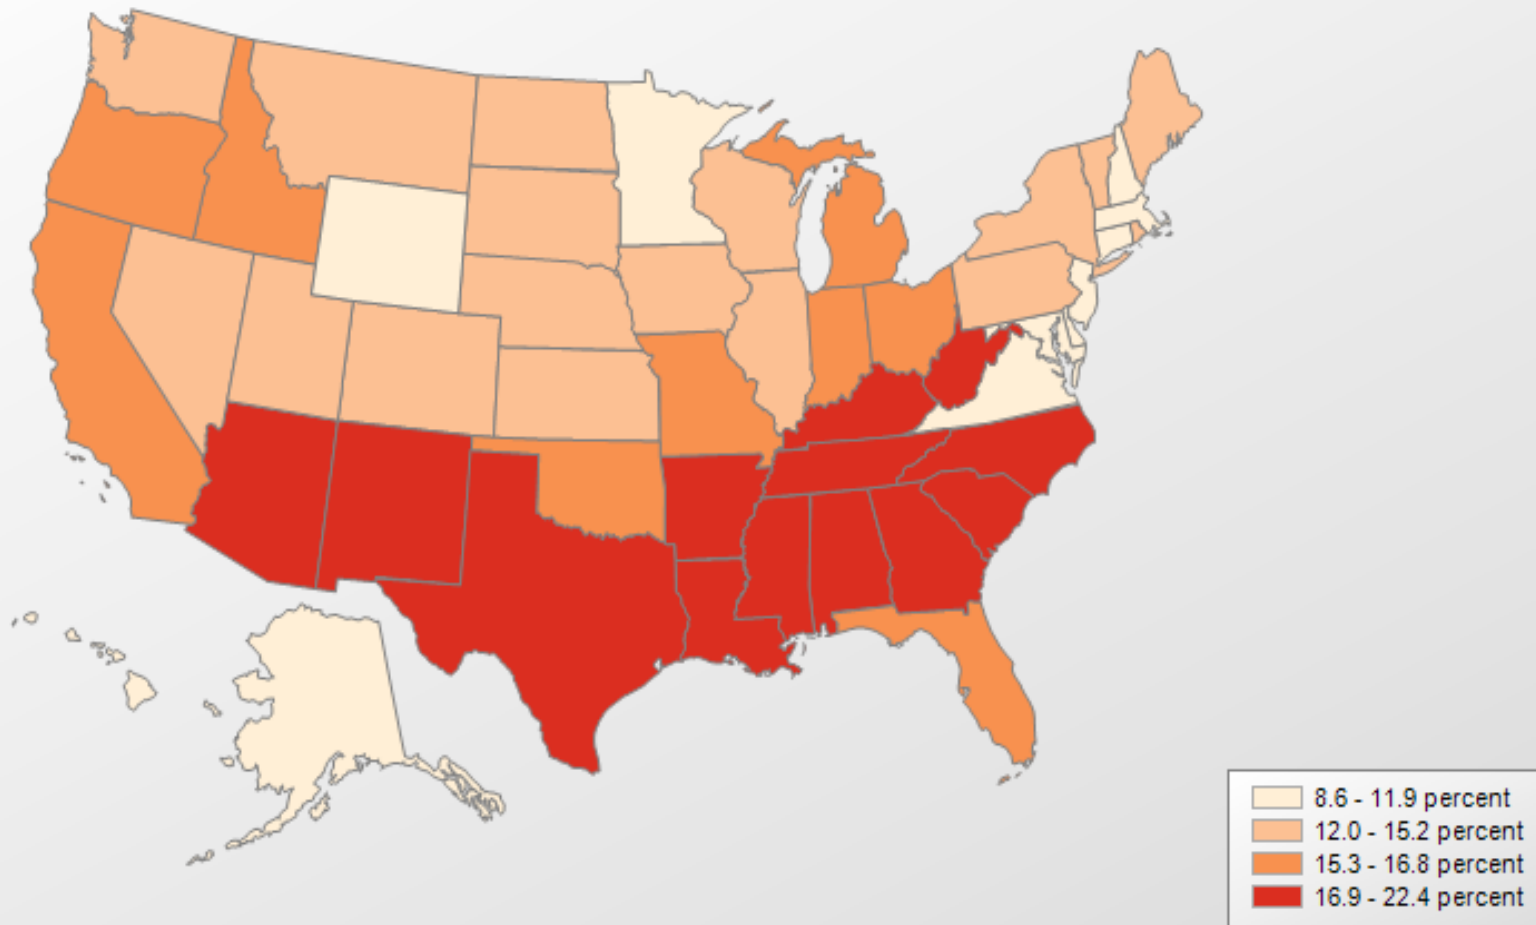 8.6 - 11.9 percent
12.0 - 15.2 percent
15.3 - 16.8 percent
16.9 - 22.4 percent